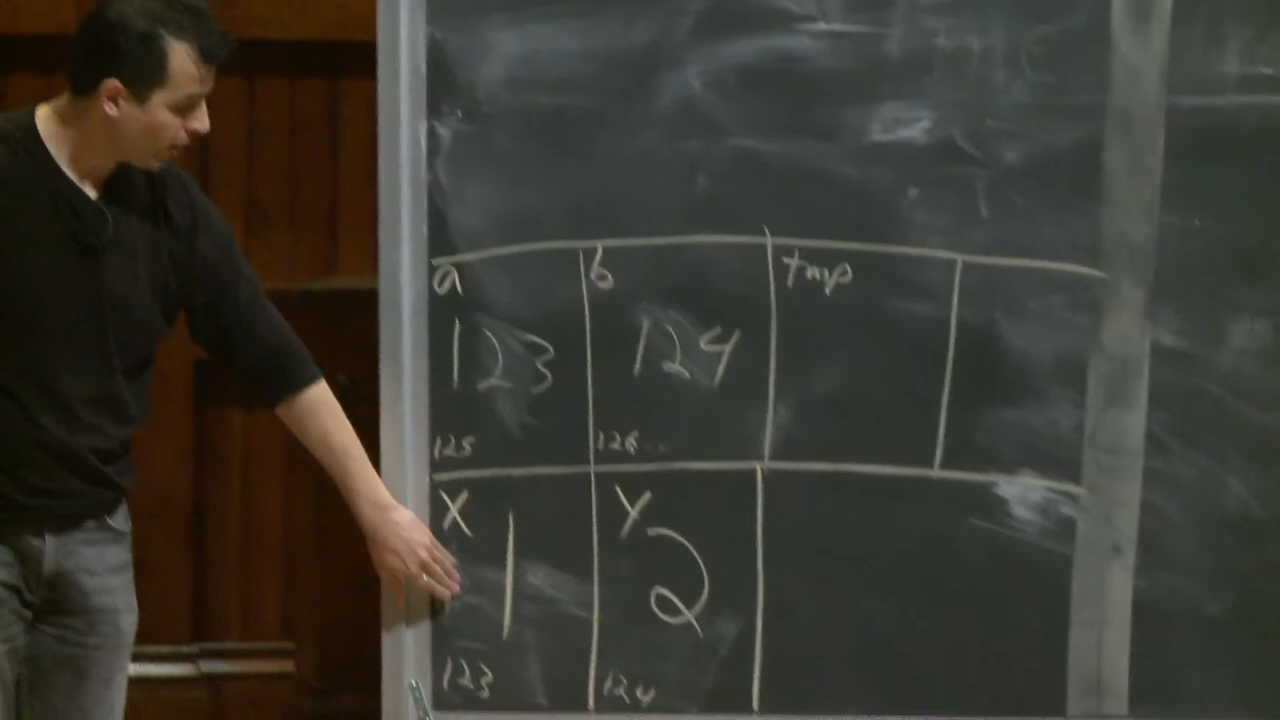 a b tmp
123 124
125 126...
x y
1 2
123 124